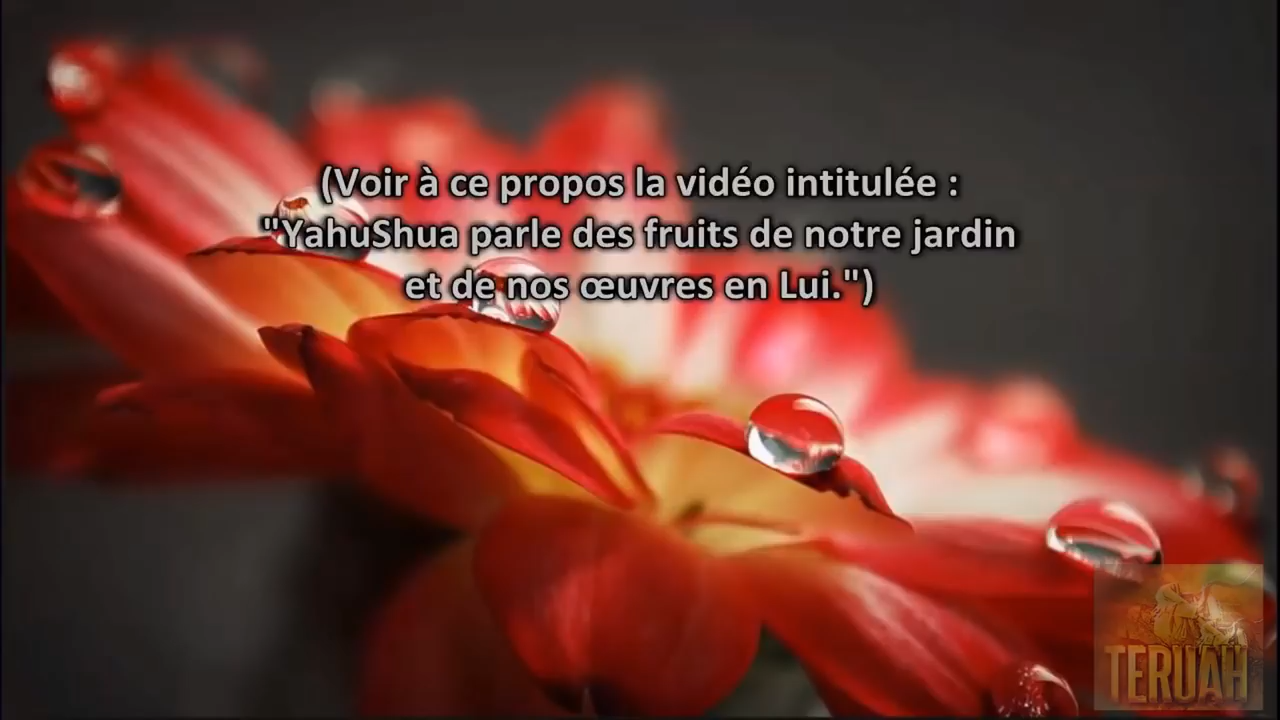 (Voir à ce propos la vidéo intitulée :
"YahuShua parle des fruits de notre jardin
et de nos œuvres en Lui.")
TERUAH